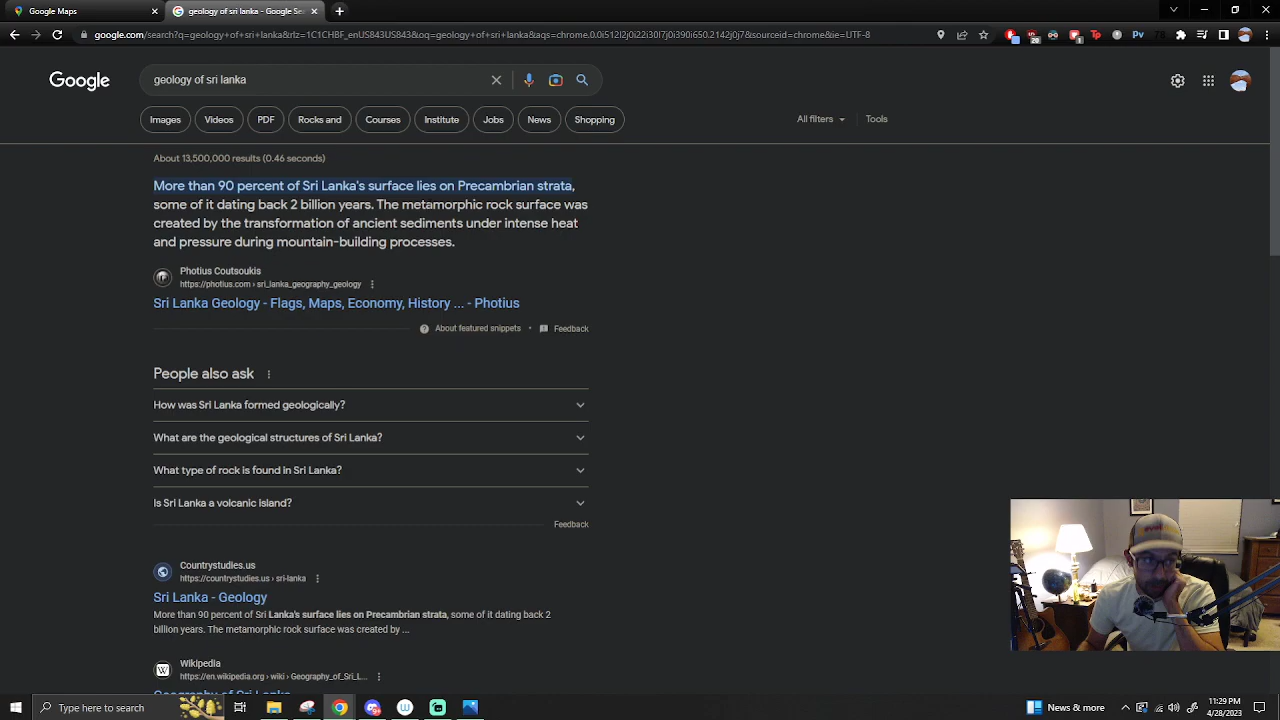 Google Maps
geology of sri lanka - Google Se
google.com/search?q=geology+of+sri+lanka&rlz=1C1CHBF_enUS843US843&oq=geology+of+sri+lanka&aqs=chrome.0.0i512l2j0i22i30l7j0i390i650.2142j0j7&sourceid=chrome&ie=UTF-8
Google
geology of sri lanka
Images
Videos
PDF
Rocks and
Courses
Institute
Jobs
News
Shopping
All filters
Tools
About 13,500,000 results (0.46 seconds)
More than 90 percent of Sri Lanka's surface lies on Precambrian strata,
some of it dating back 2 billion years. The metamorphic rock surface was
created by the transformation of ancient sediments under intense heat
and pressure during mountain-building processes.
Photius Coutsoukis
https://photius.com › sri_lanka_geography_geology
Sri Lanka Geology - Flags, Maps, Economy, History ... - Photius
About featured snippets • Feedback
People also ask
How was Sri Lanka formed geologically?
What are the geological structures of Sri Lanka?
What type of rock is found in Sri Lanka?
Is Sri Lanka a volcanic island?
Feedback
Countrystudies.us
https://countrystudies.us › sri-lanka
Sri Lanka - Geology
More than 90 percent of Sri Lanka's surface lies on Precambrian strata, some of it dating back 2
billion years. The metamorphic rock surface was created by ...
Wikipedia
https://en.wikipedia.org › wiki › Geography_of_Sri_L...
Geography of Sri Lanka
Type here to search
News & more
11:29 PM
4/28/2023